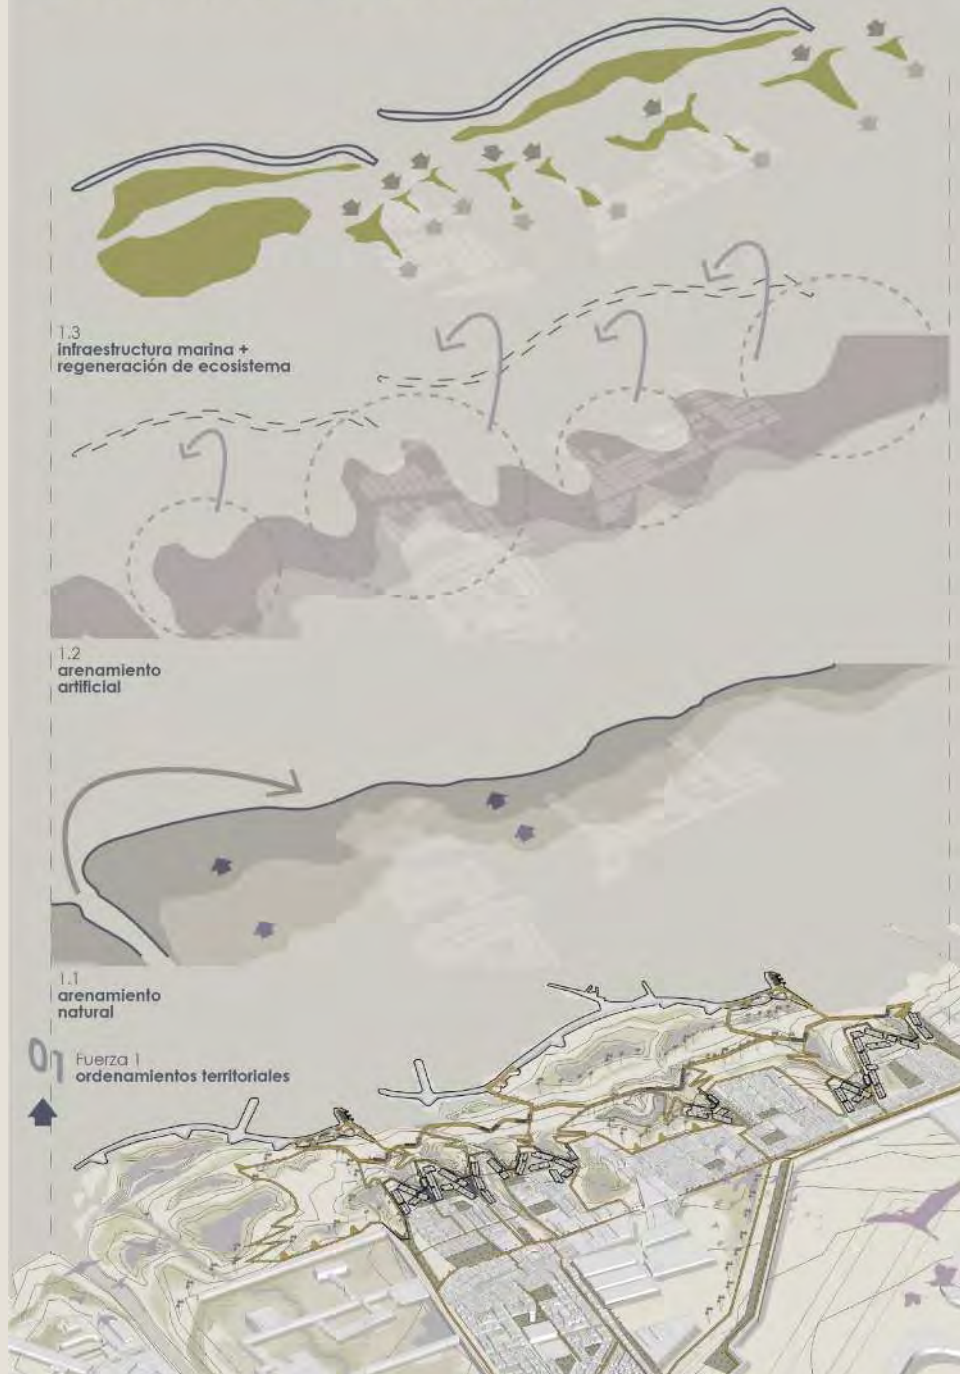 1.3
infraestructura marina +
regeneración de ecosistema
1.2
arenamiento
artificial
1.1
arenamiento
natural
01
Fuerza 1
ordenamientos territoriales